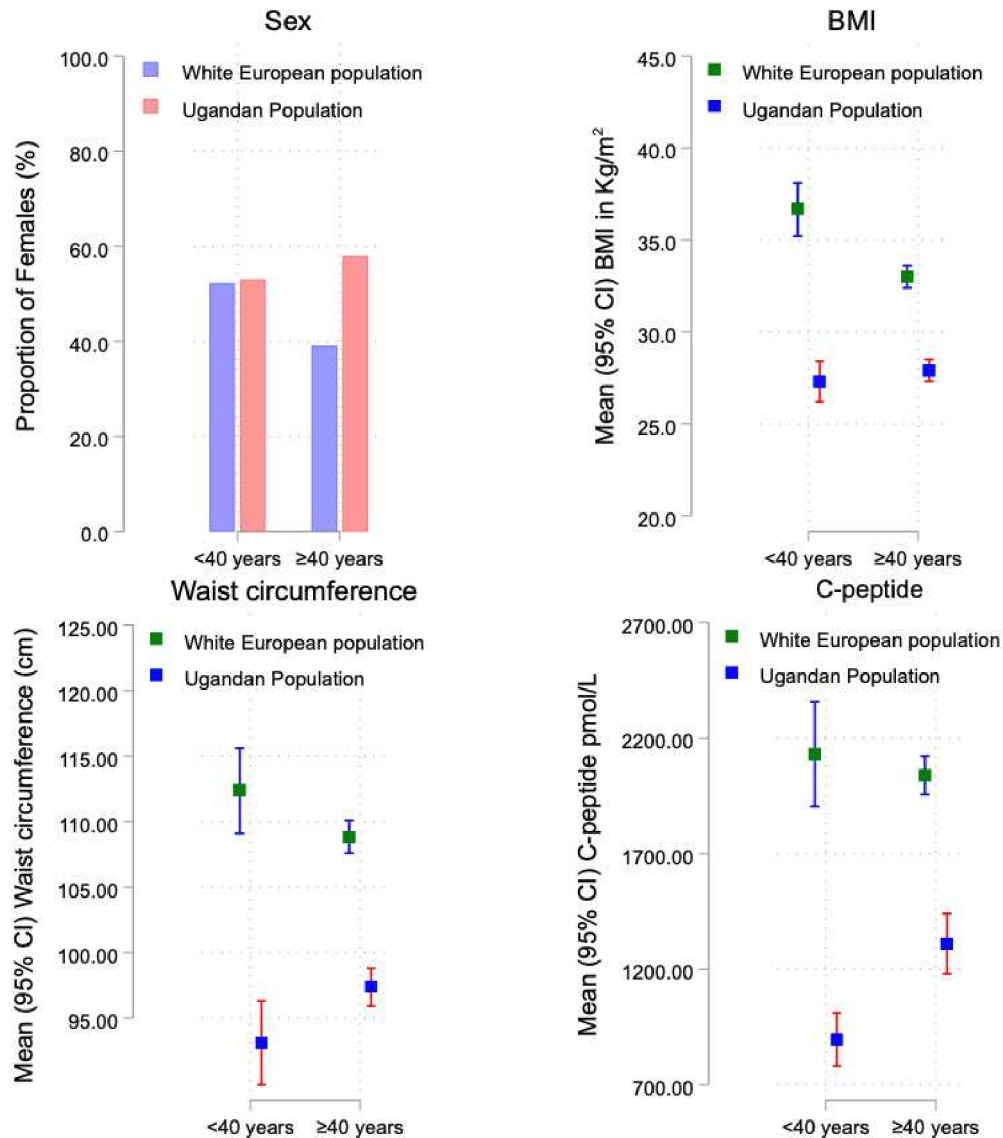 Sex
Proportion of Females (%)
100.0
80.0
60.0
40.0
20.0
0.0
White European population
Ugandan Population
<40 years
≥40 years
BMI
Mean (95% CI) BMI in Kg/m²
45.0
40.0
35.0
30.0
25.0
20.0
White European population
Ugandan Population
<40 years
≥40 years
Waist circumference
Mean (95% CI) Waist circumference (cm)
125.00
120.00
115.00
110.00
105.00
100.00
95.00
White European population
Ugandan Population
<40 years
≥40 years
C-peptide
Mean (95% CI) C-peptide pmol/L
2700.00
2200.00
1700.00
1200.00
700.00
White European population
Ugandan Population
<40 years
≥40 years